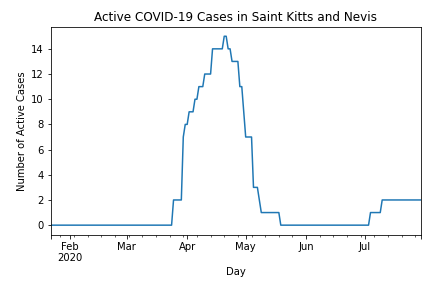 Active COVID-19 Cases in Saint Kitts and Nevis
Number of Active Cases
14
12
10
8
6
4
2
0
Feb Mar Apr May Jun Jul
2020
Day